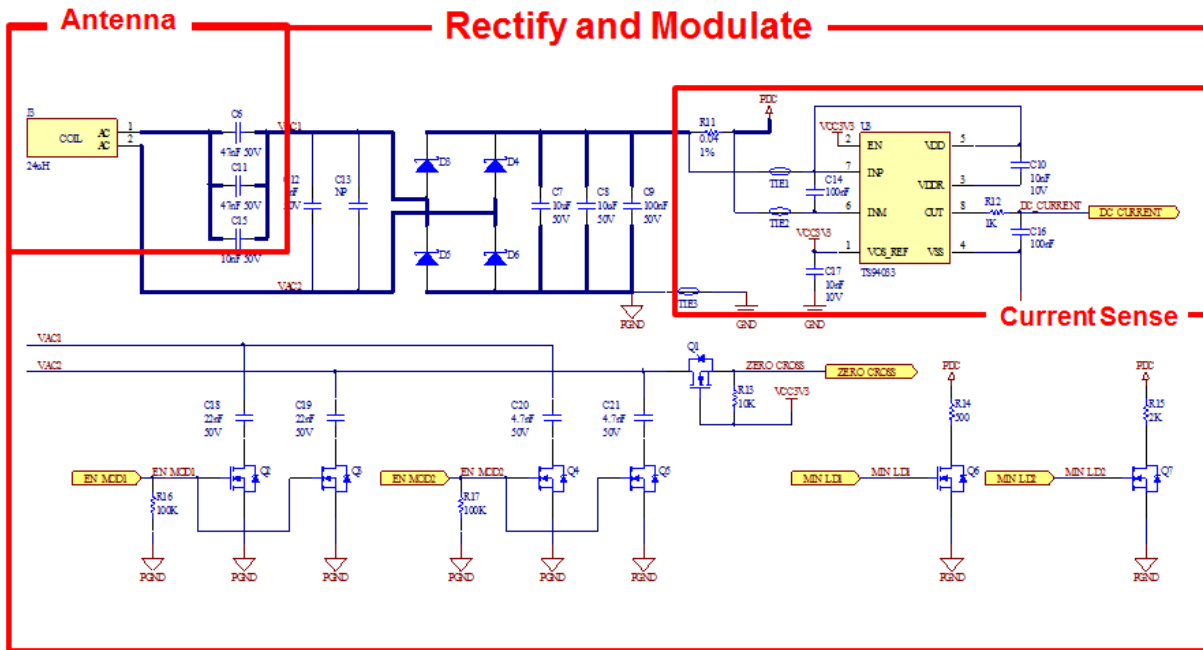 Antenna
Rectify and Modulate
J3
COIL
AC
AC
1
2
24uH
C6
47nF 50V
C11
47nF 50V
C15
10nF 50V
VAC1
VAC2
C12
C13
NP
D3
D4
D5
D6
C7
10uF
50V
C8
10uF
50V
C9
100nF
50V
R11
0.04
1%
PDC
TIE1
TIE2
TIE3
PGND
GND
C14
100nF
VCC3V3
U3
2
EN
VDD
5
7
INP
VDDR
3
6
INM
OUT
8
1
VOS_REF
VSS
4
TS94033
VCC3V3
C17
10nF
10V
GND
C10
10nF
10V
R12
1K
DC_CURRENT
DC CURRENT
C16
100nF
GND
Current Sense
VAC1
VAC2
Q1
ZERO CROSS
ZERO CROSS
R13
10K
VCC3V3
C18
22nF
50V
C19
22nF
50V
C20
4.7nF
50V
C21
4.7nF
50V
EN MOD1
EN MOD1
R16
100K
Q2
Q3
EN MOD2
EN MOD2
R17
100K
Q4
Q5
PDC
R14
500
MIN LD1
MIN LD1
Q6
PDC
R15
2K
MIN LD2
MIN LD2
Q7
PGND
PGND
PGND
PGND
PGND
PGND
PGND
PGND